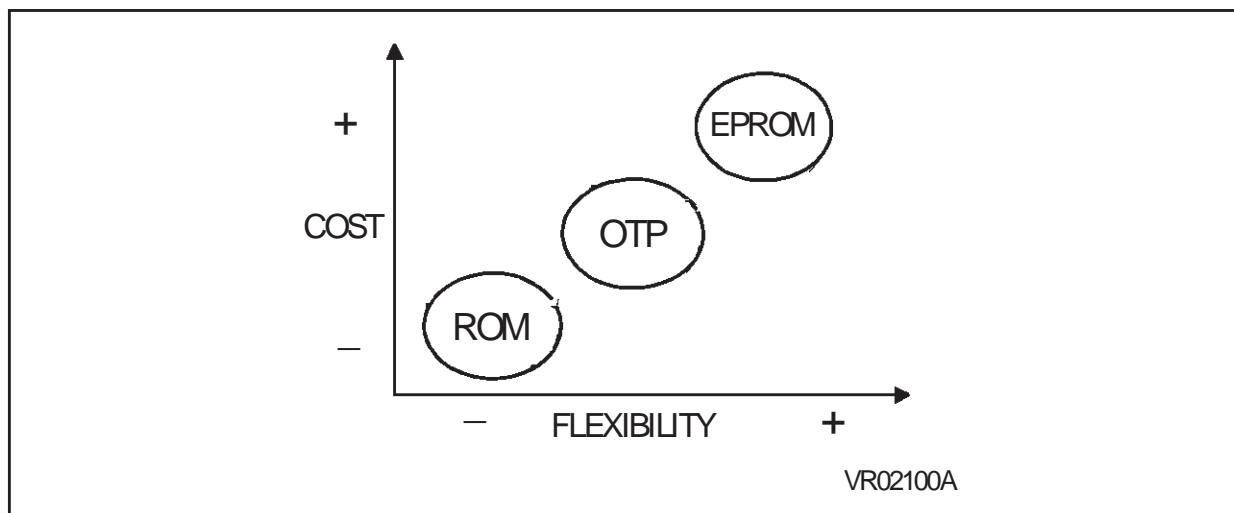 +
EPROM
COST
OTP
ROM
–
– FLEXIBILITY +
VR02100A